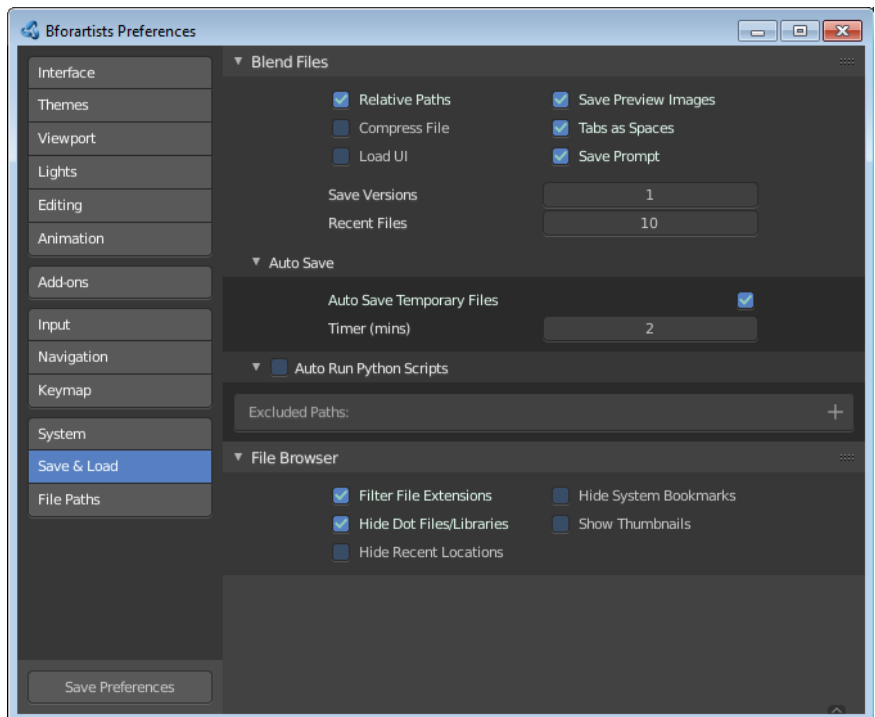 Bforartists Preferences
Interface
Themes
Viewport
Lights
Editing
Animation
Add-ons
Input
Navigation
Keymap
System
Save & Load
File Paths
Save Preferences
Blend Files
Relative Paths Save Preview Images
Compress File Tabs as Spaces
Load UI Save Prompt
Save Versions 1
Recent Files 10
Auto Save
Auto Save Temporary Files
Timer (mins) 2
Auto Run Python Scripts
Excluded Paths:
File Browser
Filter File Extensions Hide System Bookmarks
Hide Dot Files/Libraries Show Thumbnails
Hide Recent Locations